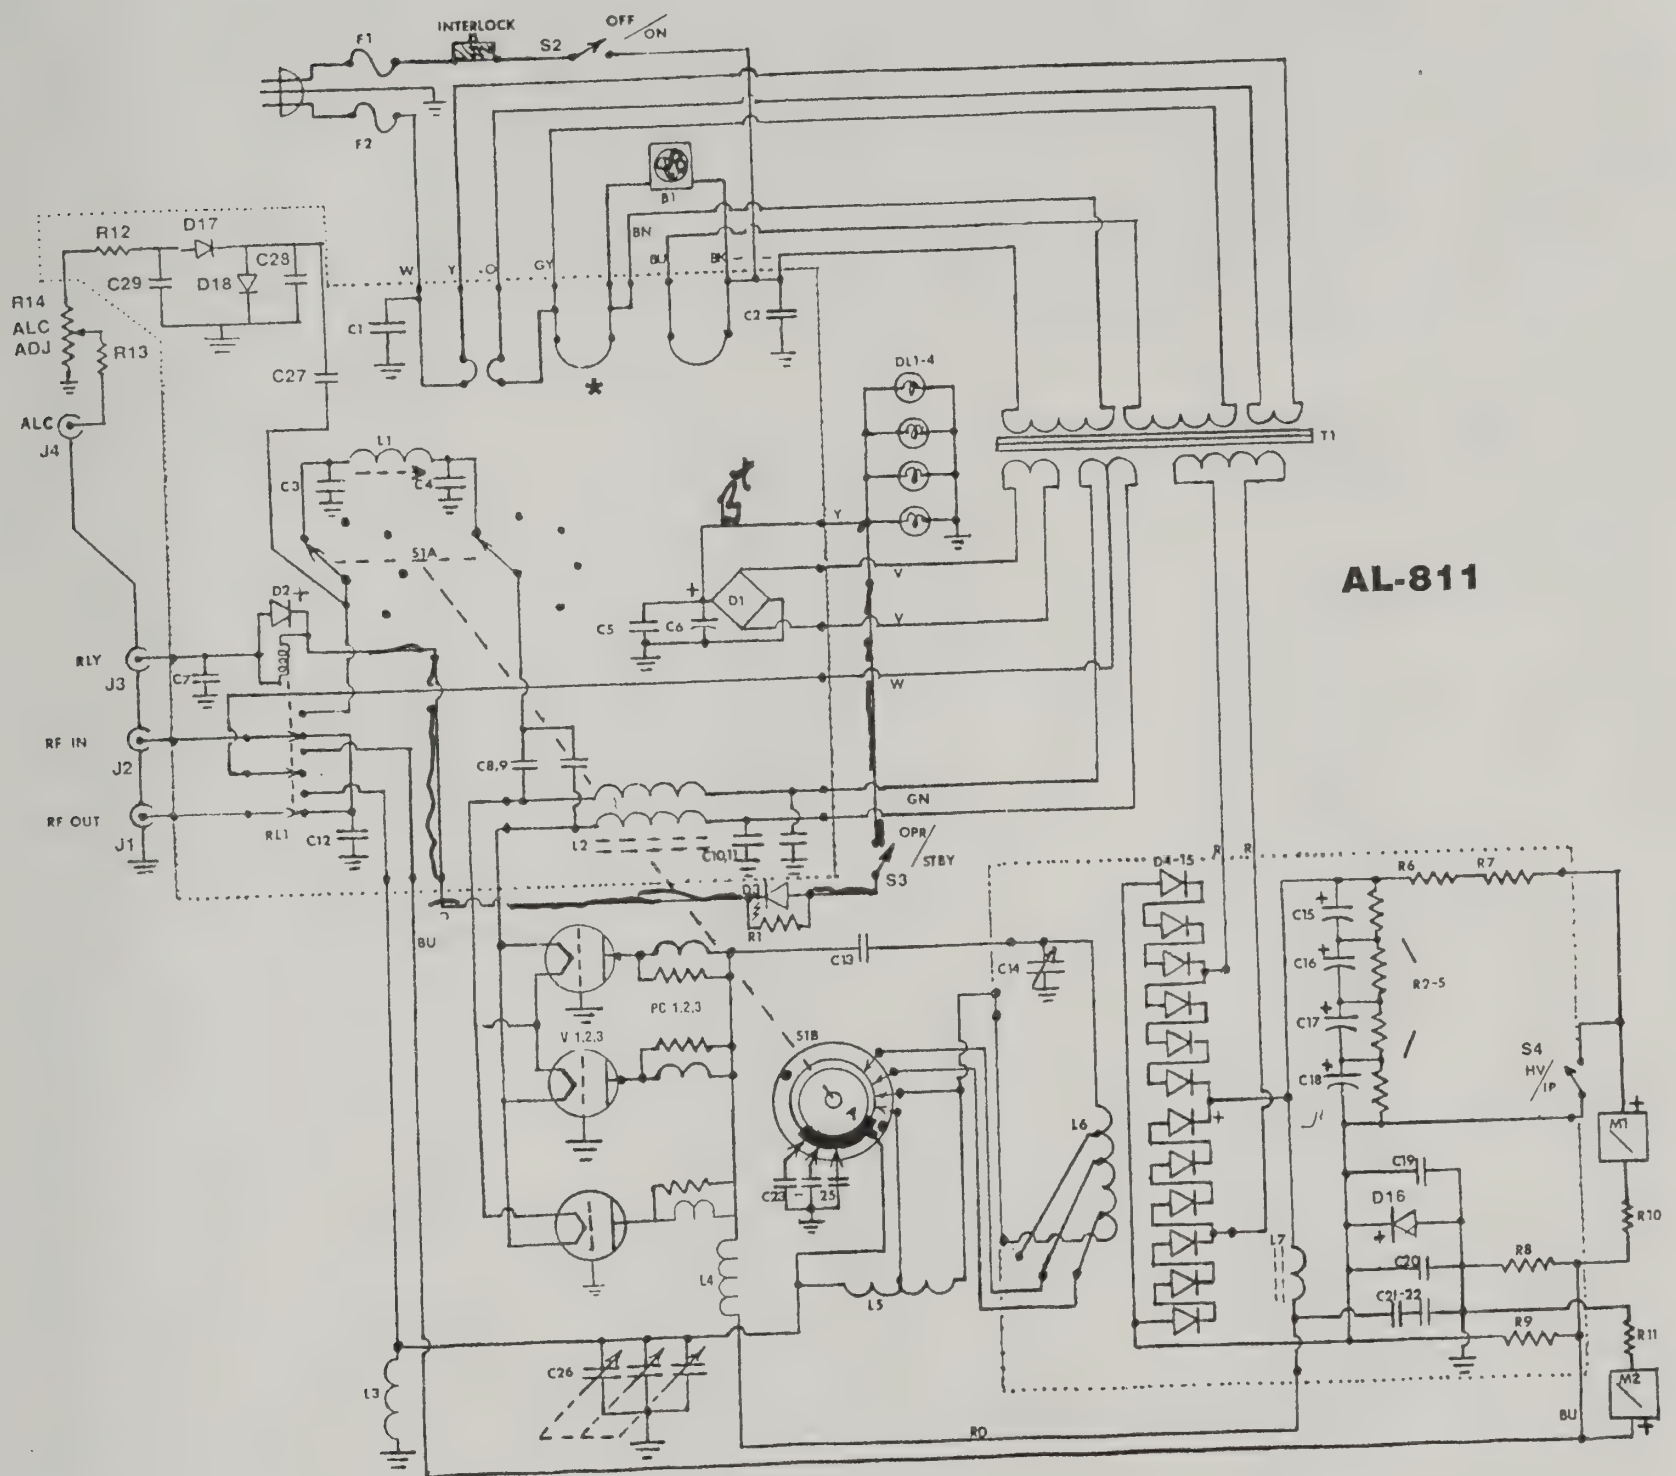 INTERLOCK
OFF
/ON
F1
S2
F2
B1
BN
BU
BK
W
Y
O
GY
R12
D17
C28
C29
D18
R14
ALC
ADJ
R13
C27
C1
C2
*
DL1-4
T1
ALC
J4
L1
C3
C4
S1A
Y
V
D2
+
+
D1
C5
C6
V
W
AL-811
RLY
J3
C7
RF IN
J2
C8,9
GN
RF OUT
J1
RL1
C12
L2
C10,11
OPR/
STBY
S3
D3
R1
BU
D4-15
R
R
R6
R7
C15
+
C16
+
C17
+
C18
+
R2-5
C13
C14
PC 1,2,3
V 1,2,3
S1B
S4
HV/
IP
+
M1
L6
+
C23 - 25
C19
D16
+
R10
L4
L5
L7
C20
R8
C21-22
R9
R11
C26
L3
M2
+
BU
RD